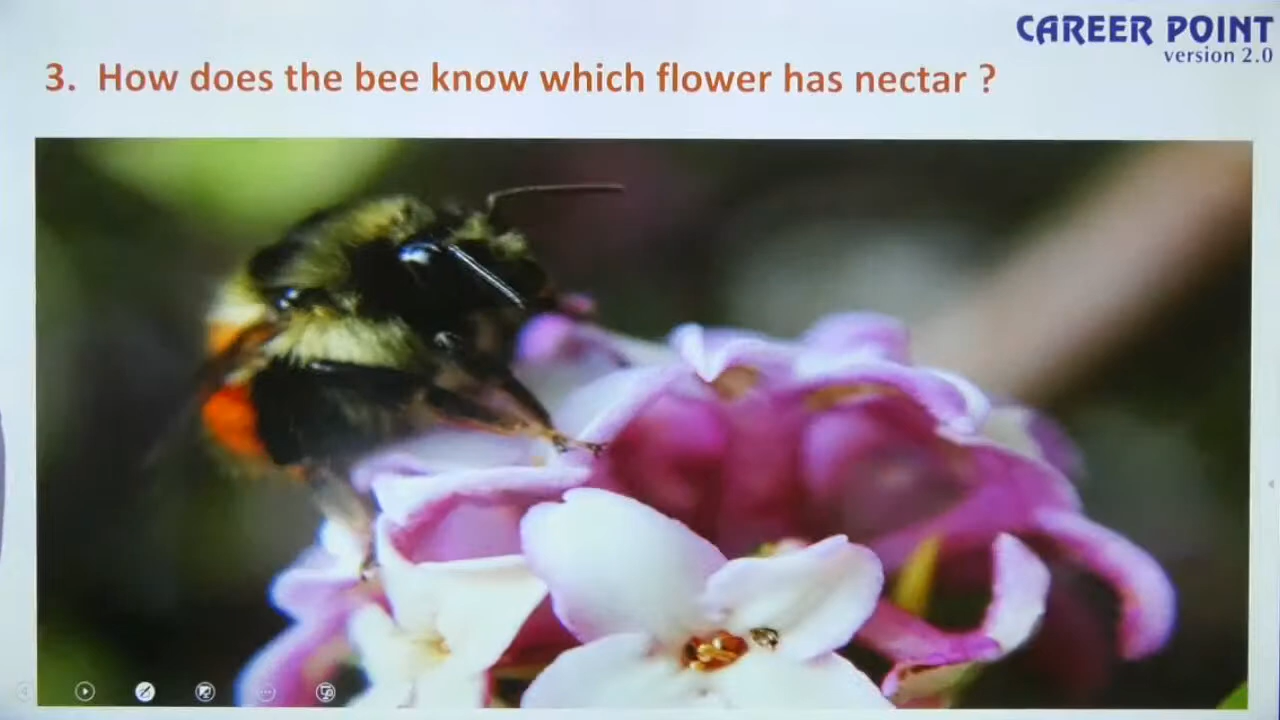 CAREER POINT
version 2.0
3. How does the bee know which flower has nectar ?